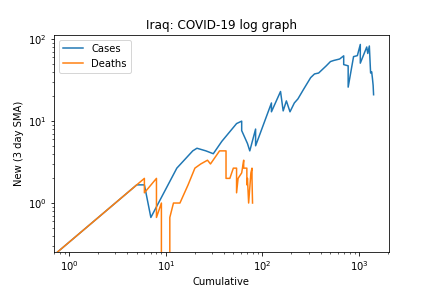 Iraq: COVID-19 log graph
Cases
Deaths
New (3 day SMA)
10²
10¹
10⁰
10⁰ 10¹ 10² 10³
Cumulative